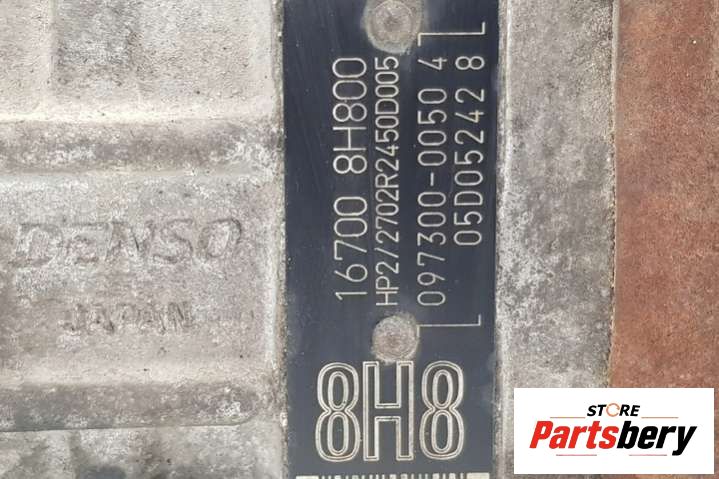 DENSO
JAPAN
16700 8H800
HP2/2702R2450D005
097300-0050 4
05D05242 8
8H8
STORE
Partsbery